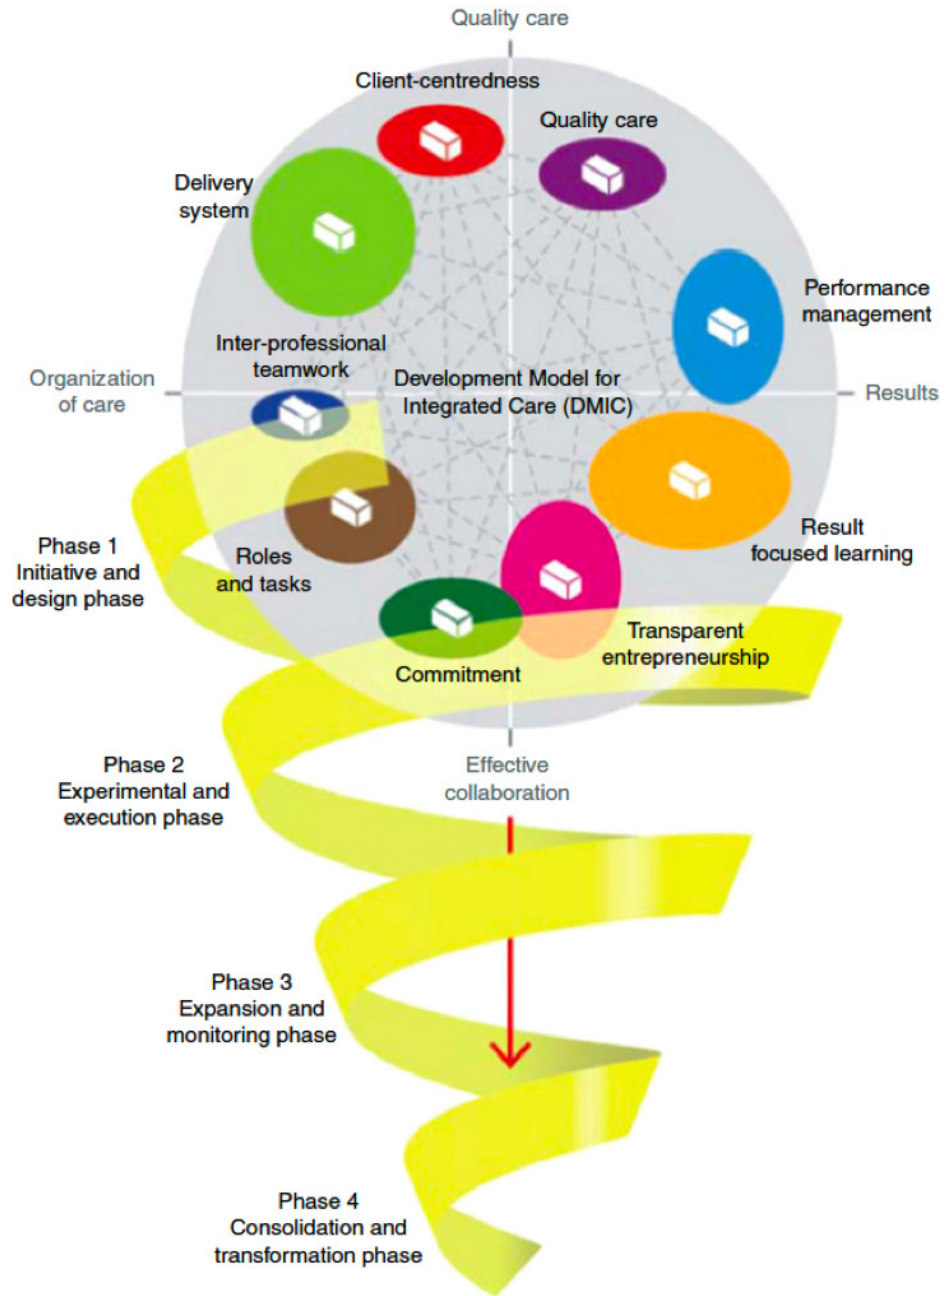 Quality care
Client-centredness
Quality care
Delivery
system
Performance
management
Inter-professional
teamwork
Organization
of care
Development Model for
Integrated Care (DMIC)
Results
Phase 1
Initiative and
design phase
Roles
and tasks
Result
focused learning
Transparent
entrepreneurship
Commitment
Phase 2
Experimental and
execution phase
Effective
collaboration
Phase 3
Expansion and
monitoring phase
Phase 4
Consolidation and
transformation phase